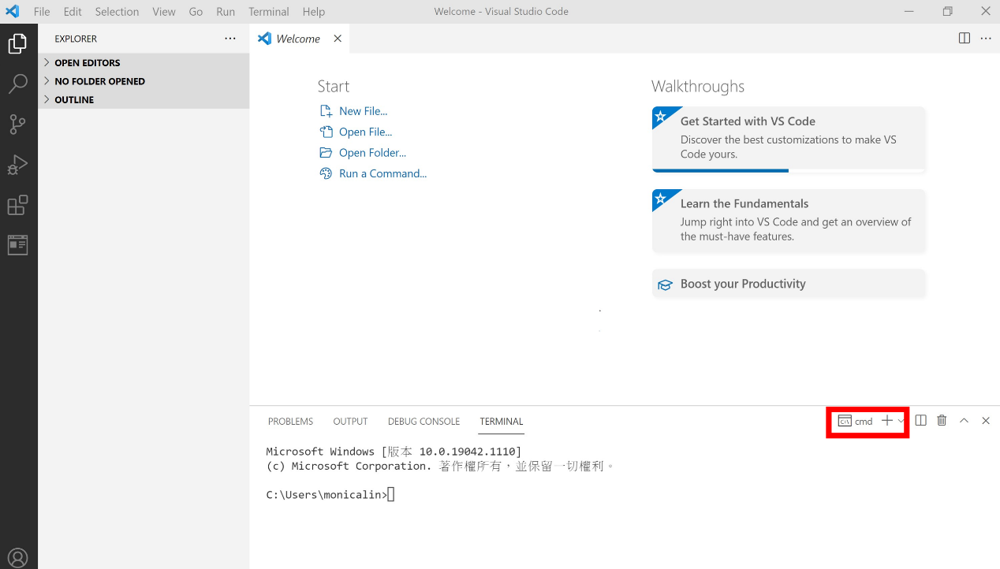 File Edit Selection View Go Run Terminal Help
Welcome - Visual Studio Code
EXPLORER
OPEN EDITORS
NO FOLDER OPENED
OUTLINE
Welcome
Start
New File...
Open File...
Open Folder...
Run a Command...
Walkthroughs
Get Started with VS Code
Discover the best customizations to make VS
Code yours.
Learn the Fundamentals
Jump right into VS Code and get an overview of
the must-have features.
Boost your Productivity
PROBLEMS OUTPUT DEBUG CONSOLE TERMINAL
cmd
Microsoft Windows [版本 10.0.19042.1110]
(c) Microsoft Corporation. 著作權所有，並保留一切權利。
C:\Users\monicalin>